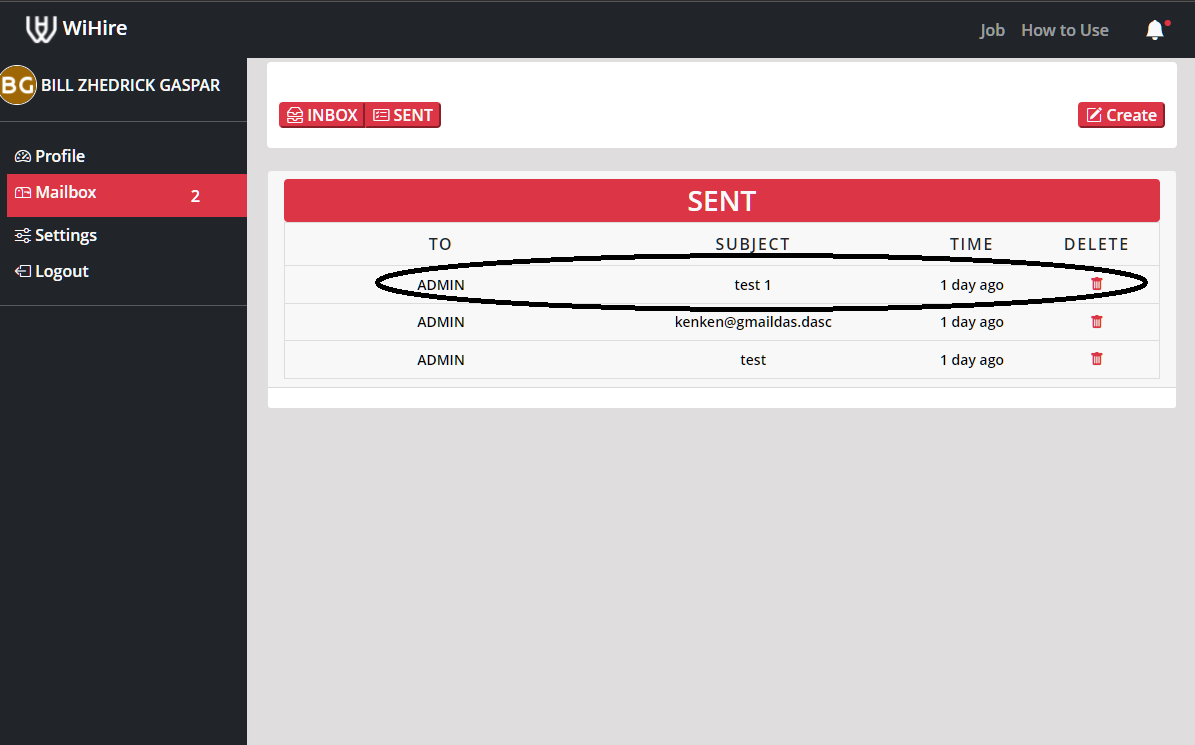 WiHire
Job How to Use
BG BILL ZHEDRICK GASPAR
Profile
Mailbox 2
Settings
Logout
INBOX SENT Create
SENT
TO SUBJECT TIME DELETE
ADMIN test 1 1 day ago
ADMIN kenken@gmaildas.dasc 1 day ago
ADMIN test 1 day ago